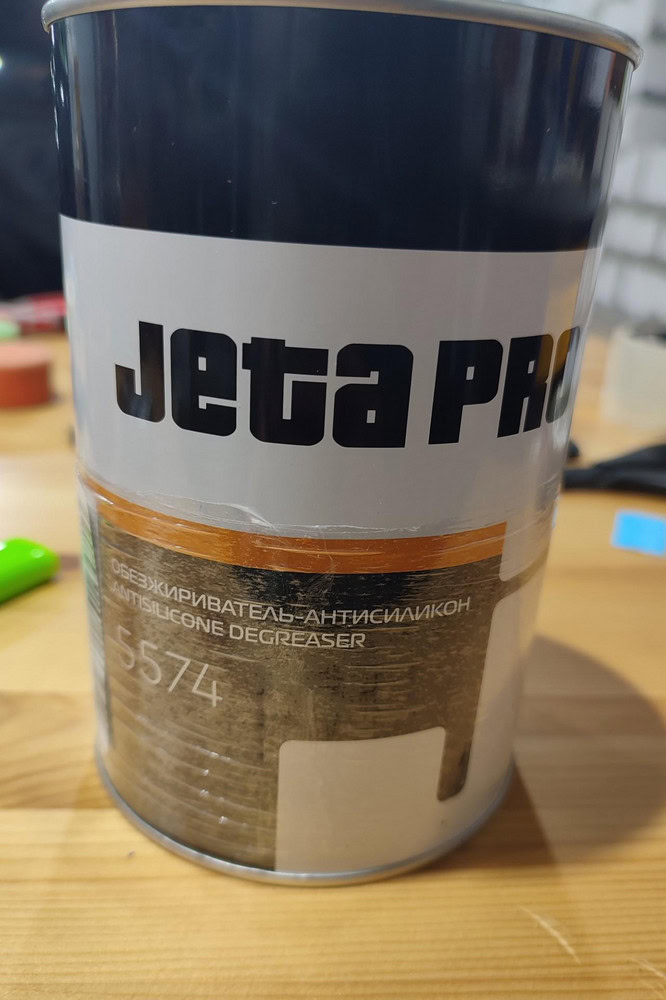 Jeta PRO
ОБЕЗЖИРИВАТЕЛЬ-АНТИСИЛИКОН
ANTISILICONE DEGREASER
5574